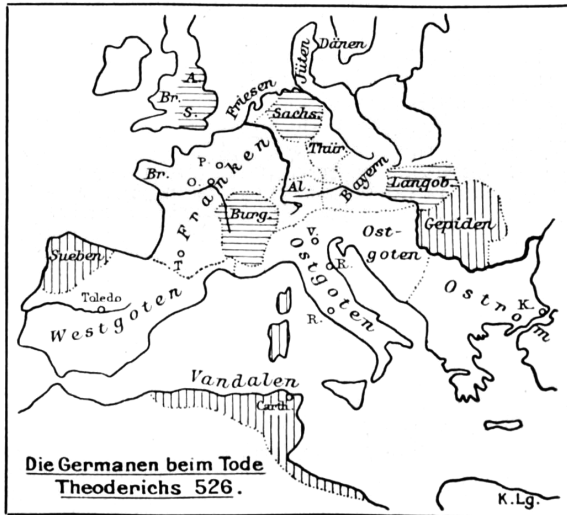 Dänen
Jüten
A.
Br.
S.
Friesen
Sachs.
Thür.
P.
O.
Br.
Franken
Al.
Bayern
Langob.
Burg.
Gepiden
Sueben
T
V.
Ost-
goten
Ostgoten
R.
Toledo
Westgoten
R.
Ostrom
K.
Vandalen
Carth.
Die Germanen beim Tode
Theoderichs 526.
K.Lg.